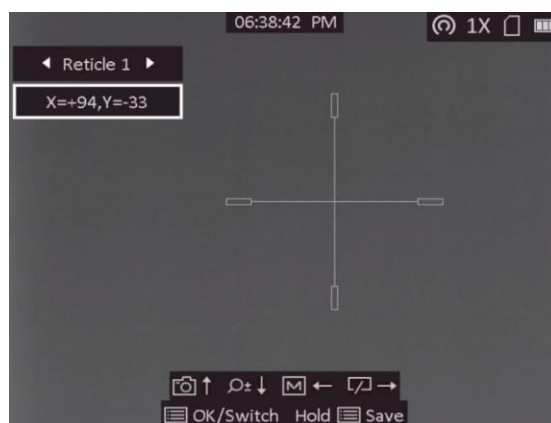 06:38:42 PM
1X
Reticle 1
X=+94,Y=-33
M
OK/Switch Hold Save